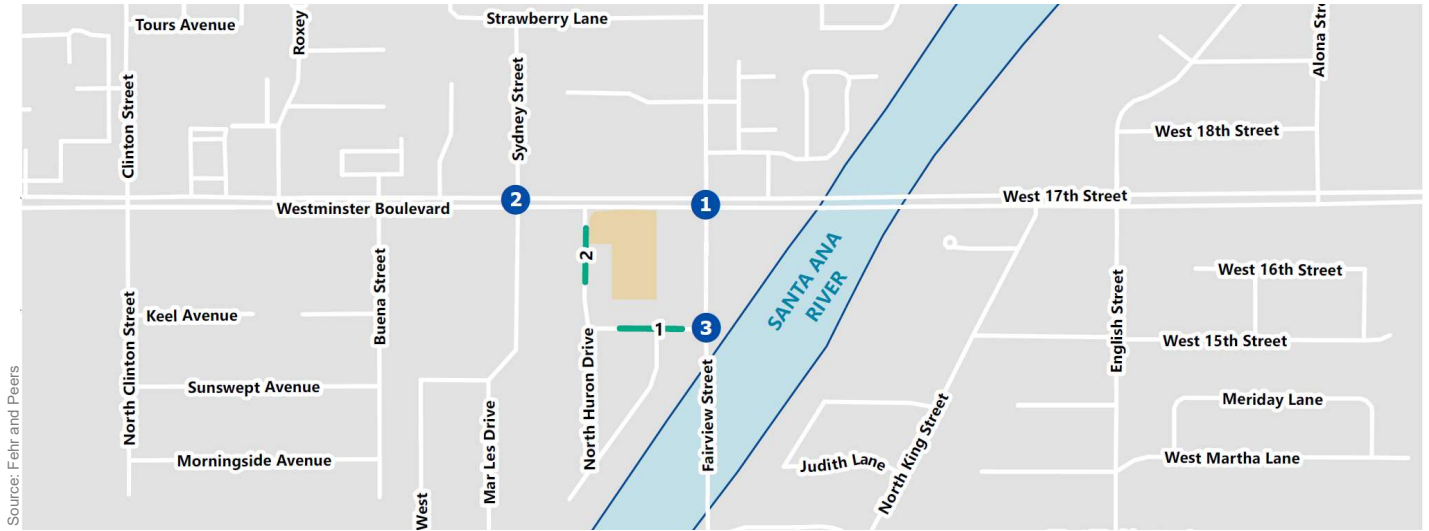 Tours Avenue
Roxey
Strawberry Lane
Alona Stre
Clinton Street
Sydney Street
West 18th Street
Westminster Boulevard
2
1
West 17th Street
2
SANTA ANA
RIVER
West 16th Street
North Clinton Street
Keel Avenue
Buena Street
1
3
English Street
West 15th Street
Sunswept Avenue
North Huron Drive
Fairview Street
Meriday Lane
Morningside Avenue
West
Mar Les Drive
Judith Lane
North King Street
West Martha Lane
Source: Fehr and Peers